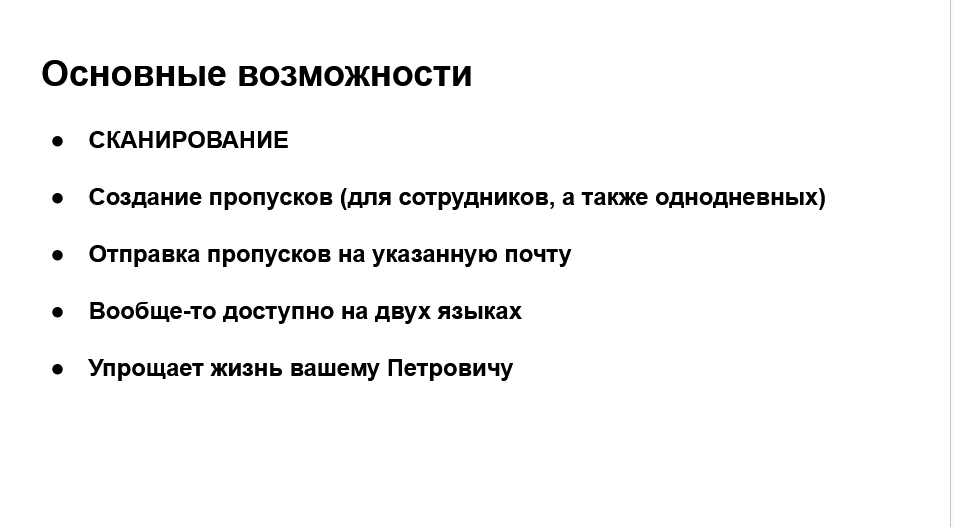 Основные возможности
● СКАНИРОВАНИЕ
● Создание пропусков (для сотрудников, а также однодневных)
● Отправка пропусков на указанную почту
● Вообще-то доступно на двух языках
● Упрощает жизнь вашему Петровичу